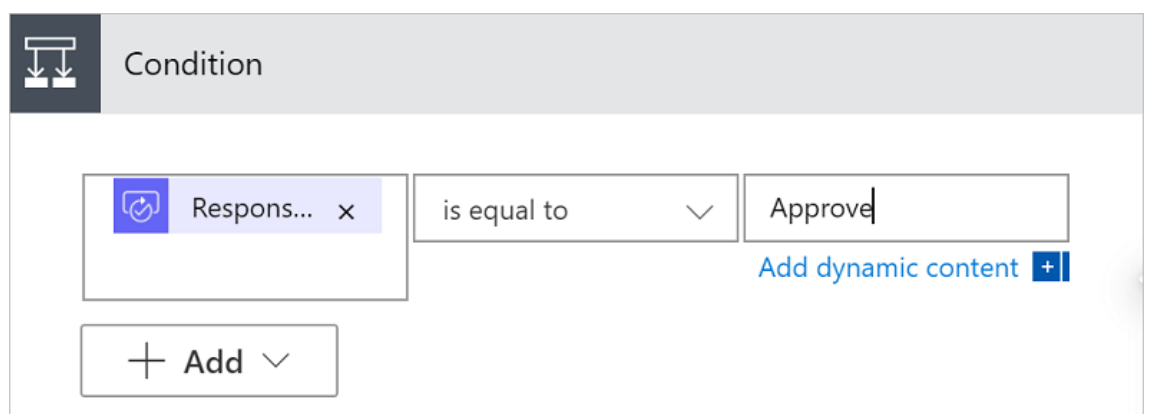 Condition
Respons... ×
is equal to
Approve
Add dynamic content +
+ Add